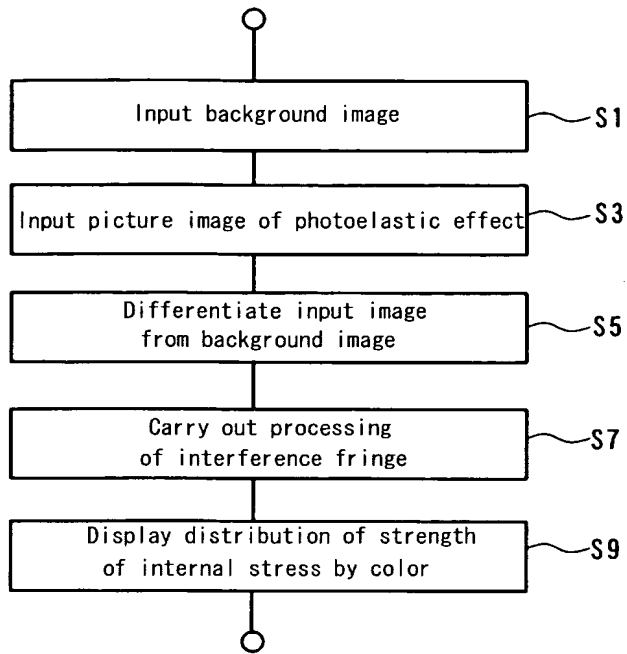 Input background image
S1
Input picture image of photoelastic effect
S3
Differentiate input image
from background image
S5
Carry out processing
of interference fringe
S7
Display distribution of strength
of internal stress by color
S9